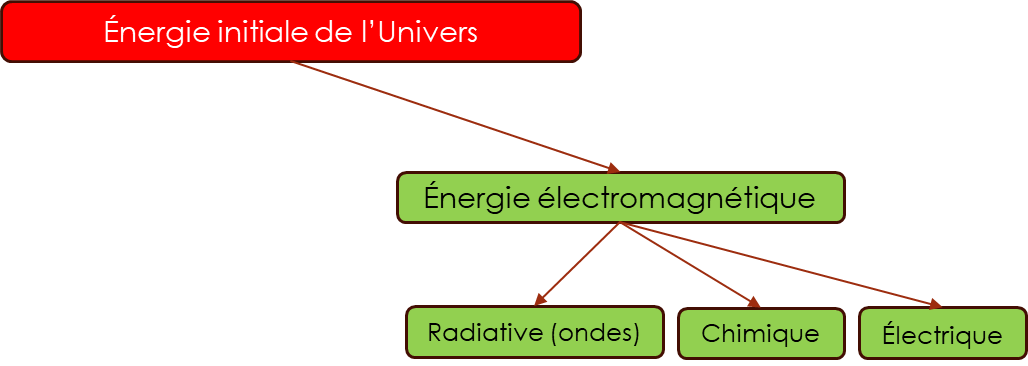 Énergie initiale de l’Univers
Énergie électromagnétique
Radiative (ondes)
Chimique
Électrique